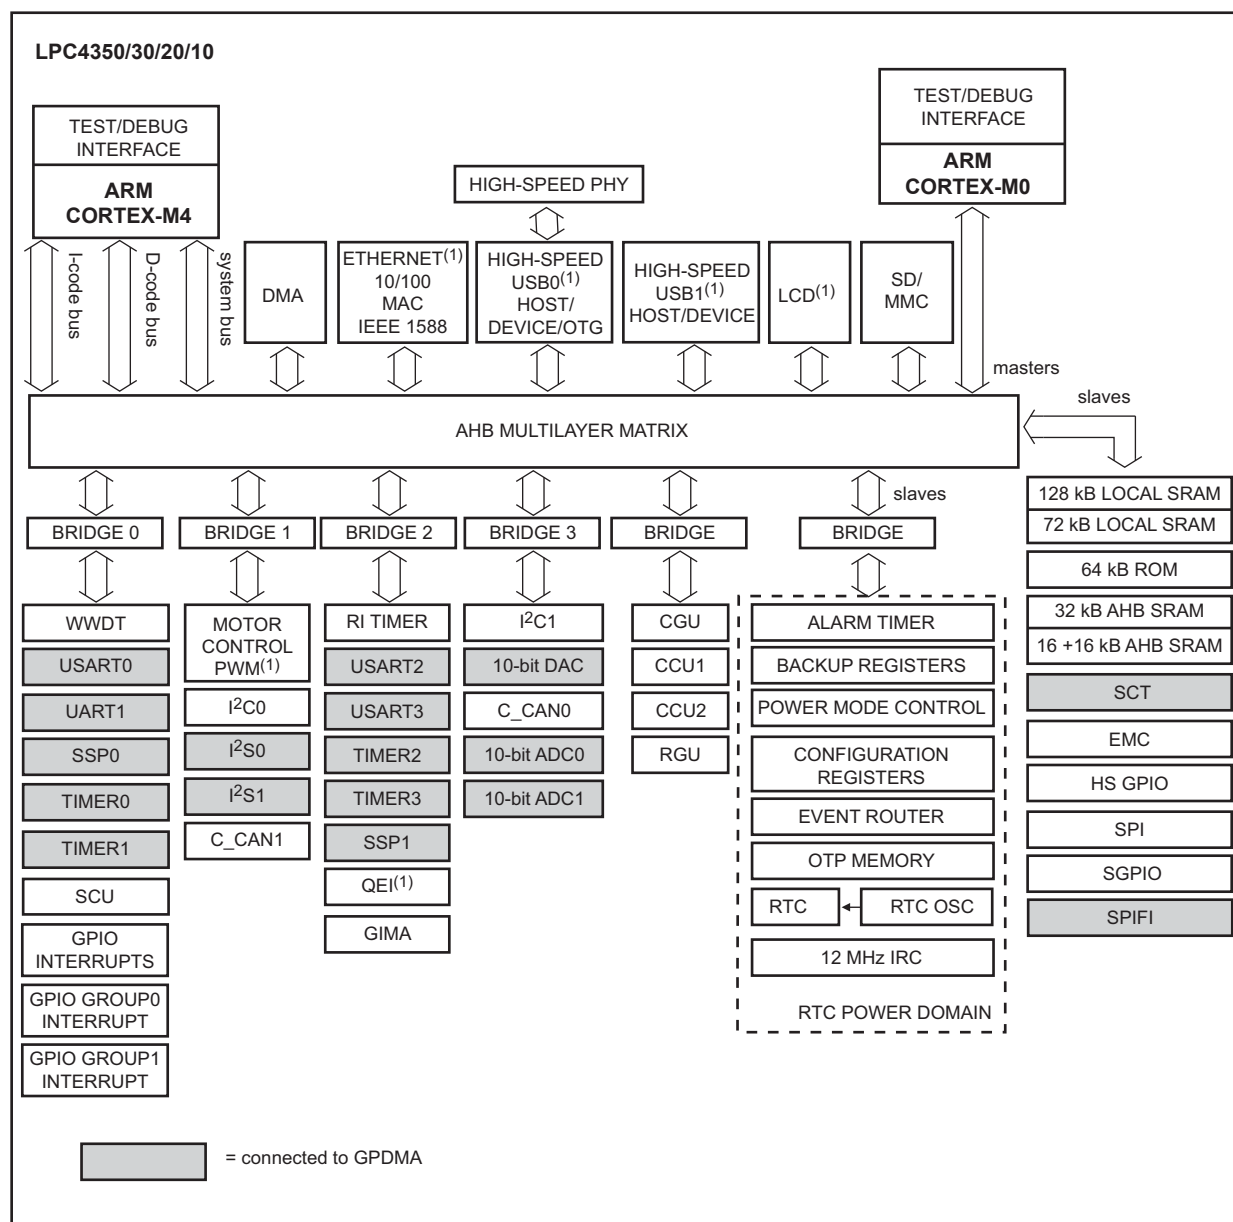 LPC4350/30/20/10
TEST/DEBUG
INTERFACE
ARM
CORTEX-M4
TEST/DEBUG
INTERFACE
ARM
CORTEX-M0
HIGH-SPEED PHY
I-code bus
D-code bus
system bus
DMA
ETHERNET(1)
10/100
MAC
IEEE 1588
HIGH-SPEED
USB0(1)
HOST/
DEVICE/OTG
HIGH-SPEED
USB1(1)
HOST/DEVICE
LCD(1)
SD/
MMC
masters
slaves
AHB MULTILAYER MATRIX
slaves
BRIDGE 0
BRIDGE 1
BRIDGE 2
BRIDGE 3
BRIDGE
BRIDGE
WWDT
USART0
UART1
SSP0
TIMER0
TIMER1
SCU
GPIO
INTERRUPTS
GPIO GROUP0
INTERRUPT
GPIO GROUP1
INTERRUPT
MOTOR
CONTROL
PWM(1)
I2C0
I2S0
I2S1
C_CAN1
RI TIMER
USART2
USART3
TIMER2
TIMER3
SSP1
QEI(1)
GIMA
I2C1
10-bit DAC
C_CAN0
10-bit ADC0
10-bit ADC1
CGU
CCU1
CCU2
RGU
ALARM TIMER
BACKUP REGISTERS
POWER MODE CONTROL
CONFIGURATION
REGISTERS
EVENT ROUTER
OTP MEMORY
RTC
RTC OSC
12 MHz IRC
RTC POWER DOMAIN
128 kB LOCAL SRAM
72 kB LOCAL SRAM
64 kB ROM
32 kB AHB SRAM
16 +16 kB AHB SRAM
SCT
EMC
HS GPIO
SPI
SGPIO
SPIFI
= connected to GPDMA